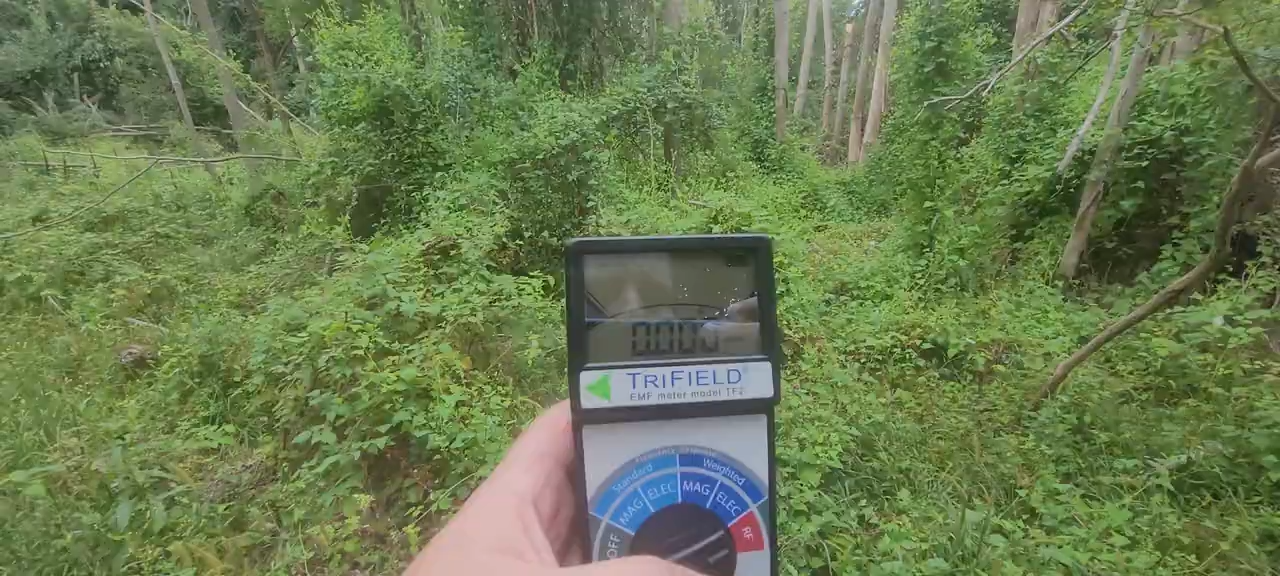 TRIFIELD®
EMF meter model TF2
Standard
Weighted
MAG
ELEC
MAG
ELEC
RF
OFF